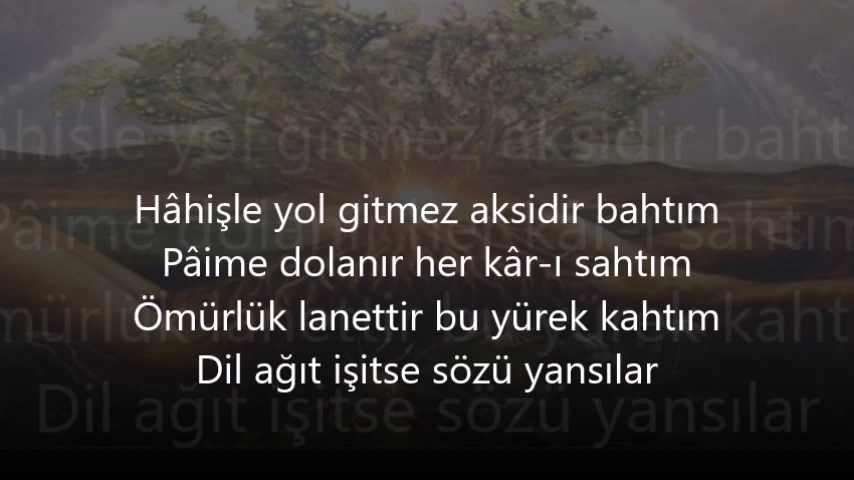 Hâhişle yol gitmez aksidir bahtım
Pâime dolanır her kâr-ı sahtım
Ömürlük lanettir bu yürek kahtım
Dil ağıt işitse sözü yansılar